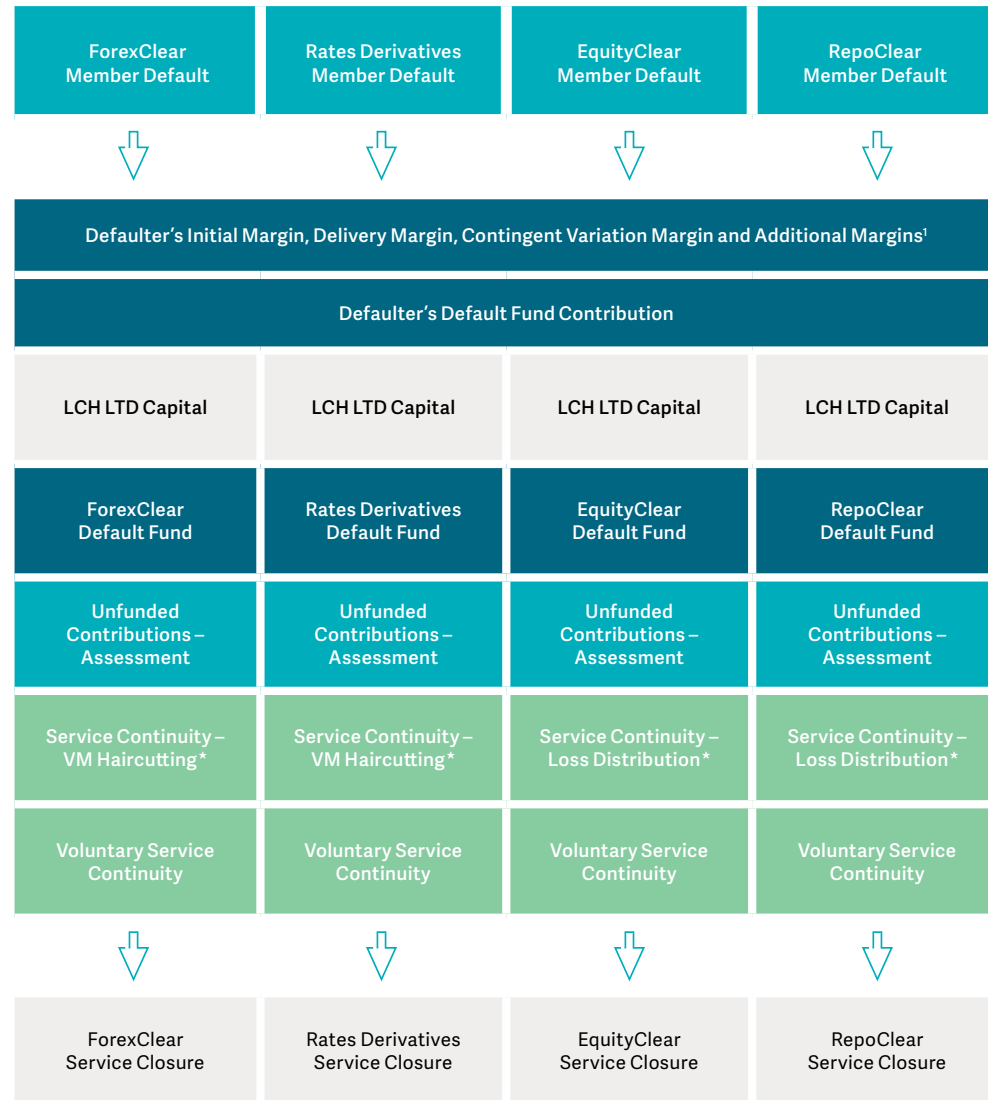 ForexClear
Member Default
Rates Derivatives
Member Default
EquityClear
Member Default
RepoClear
Member Default
Defaulter’s Initial Margin, Delivery Margin, Contingent Variation Margin and Additional Margins¹
Defaulter’s Default Fund Contribution
LCH LTD Capital
LCH LTD Capital
LCH LTD Capital
LCH LTD Capital
ForexClear
Default Fund
Rates Derivatives
Default Fund
EquityClear
Default Fund
RepoClear
Default Fund
Unfunded
Contributions –
Assessment
Unfunded
Contributions –
Assessment
Unfunded
Contributions –
Assessment
Unfunded
Contributions –
Assessment
Service Continuity –
VM Haircutting*
Service Continuity –
VM Haircutting*
Service Continuity –
Loss Distribution*
Service Continuity –
Loss Distribution*
Voluntary Service
Continuity
Voluntary Service
Continuity
Voluntary Service
Continuity
Voluntary Service
Continuity
ForexClear
Service Closure
Rates Derivatives
Service Closure
EquityClear
Service Closure
RepoClear
Service Closure